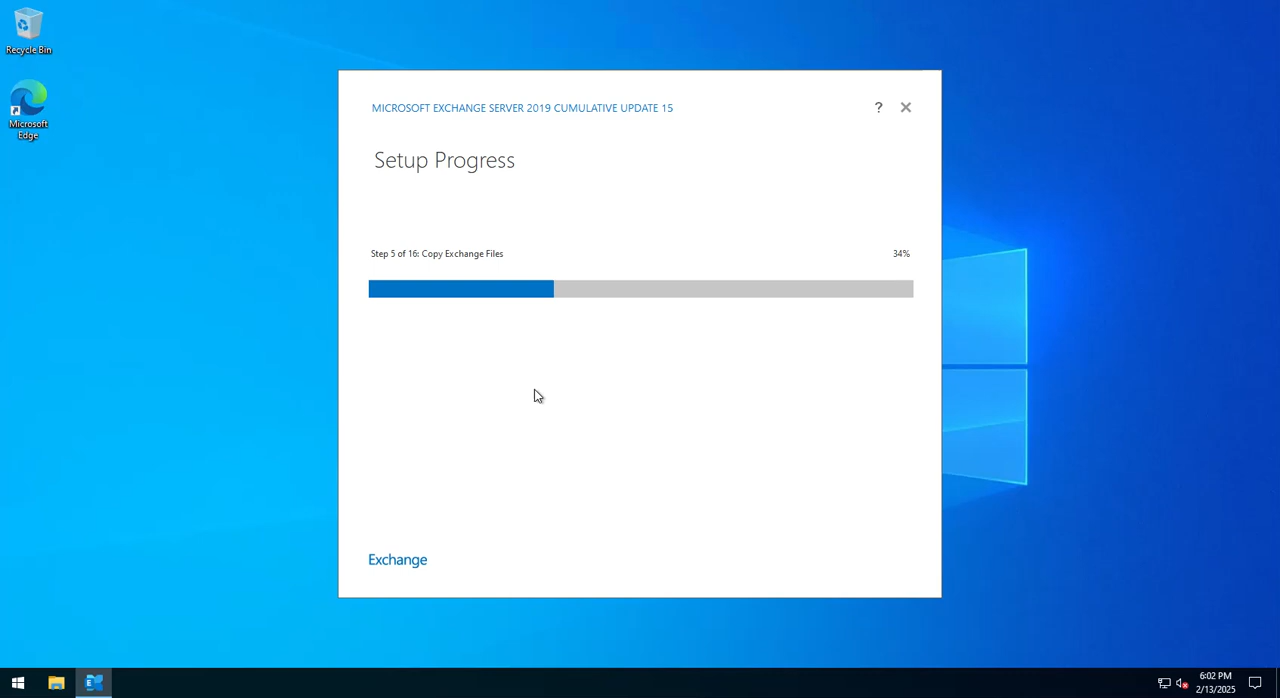 Recycle Bin
Microsoft
Edge
MICROSOFT EXCHANGE SERVER 2019 CUMULATIVE UPDATE 15
?
Setup Progress
Step 5 of 16: Copy Exchange Files
34%
Exchange
6:02 PM
2/13/2025